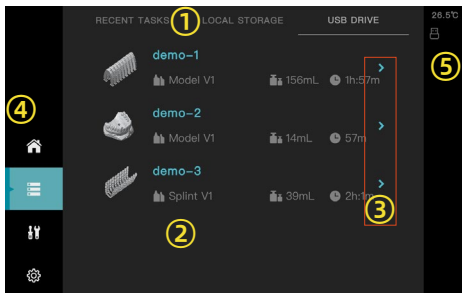 RECENT TASKS ① LOCAL STORAGE USB DRIVE 26.5℃
⑤
demo-1
Model V1 156mL 1h:57m
④
demo-2
Model V1 14mL 57m
demo-3
Splint V1 39mL 2h:1m
③
②